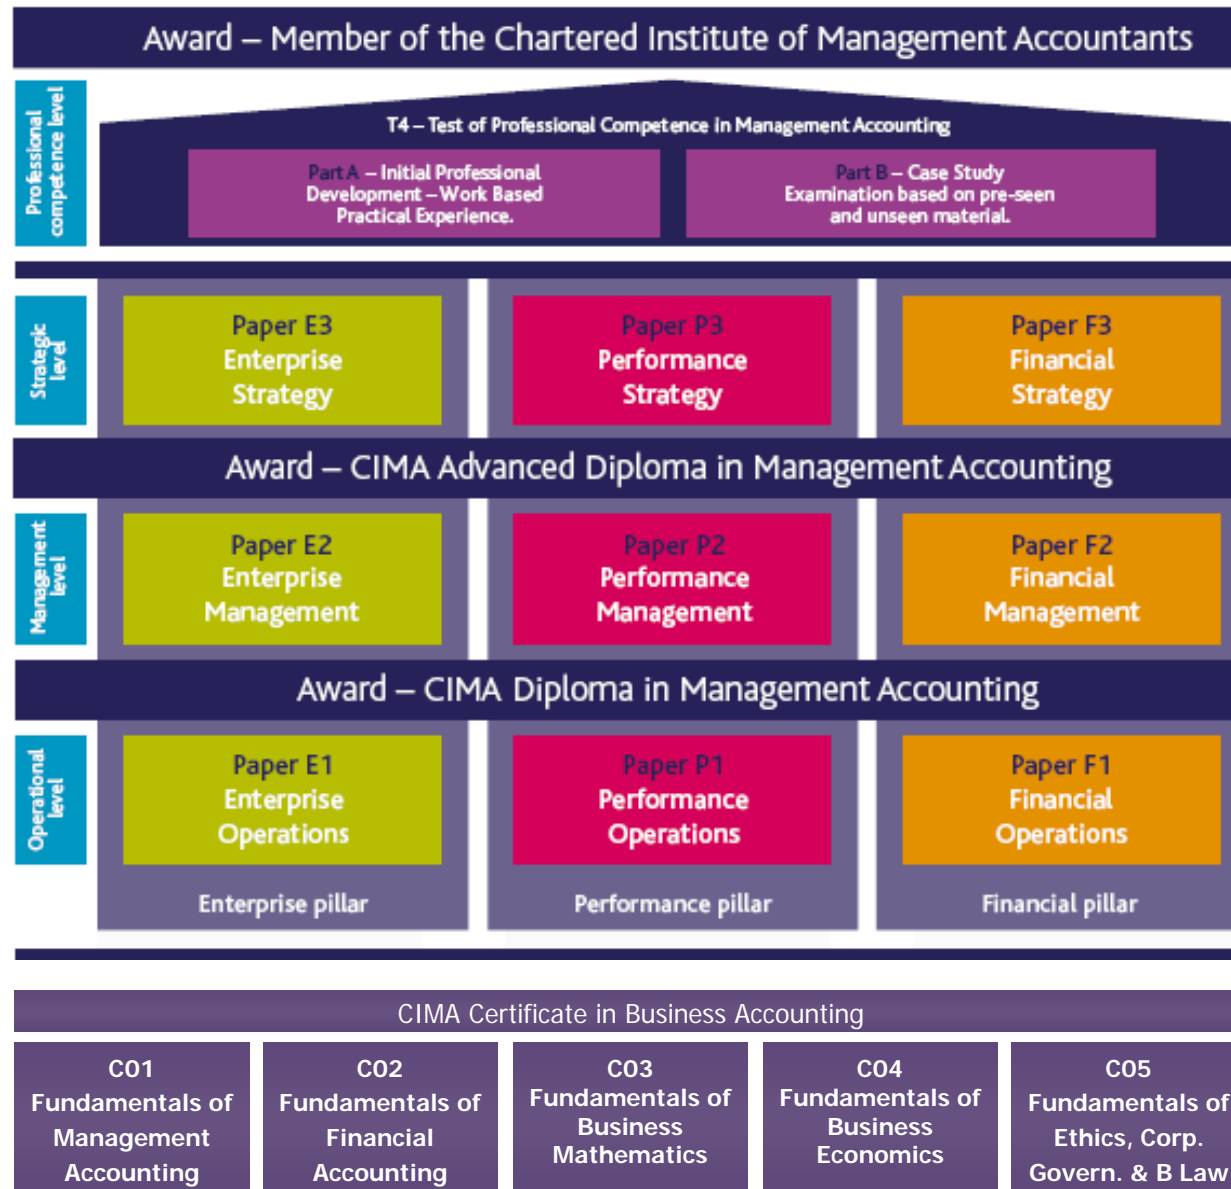 Award – Member of the Chartered Institute of Management Accountants
Professional
competence level
T4 – Test of Professional Competence in Management Accounting
Part A – Initial Professional
Development – Work Based
Practical Experience.
Part B – Case Study
Examination based on pre-seen
and unseen material.
Strategic
level
Paper E3
Enterprise
Strategy
Paper P3
Performance
Strategy
Paper F3
Financial
Strategy
Award – CIMA Advanced Diploma in Management Accounting
Management
level
Paper E2
Enterprise
Management
Paper P2
Performance
Management
Paper F2
Financial
Management
Award – CIMA Diploma in Management Accounting
Operational
level
Paper E1
Enterprise
Operations
Paper P1
Performance
Operations
Paper F1
Financial
Operations
Enterprise pillar
Performance pillar
Financial pillar
CIMA Certificate in Business Accounting
C01
Fundamentals of
Management
Accounting
C02
Fundamentals of
Financial
Accounting
C03
Fundamentals of
Business
Mathematics
C04
Fundamentals of
Business
Economics
C05
Fundamentals of
Ethics, Corp.
Govern. & B Law